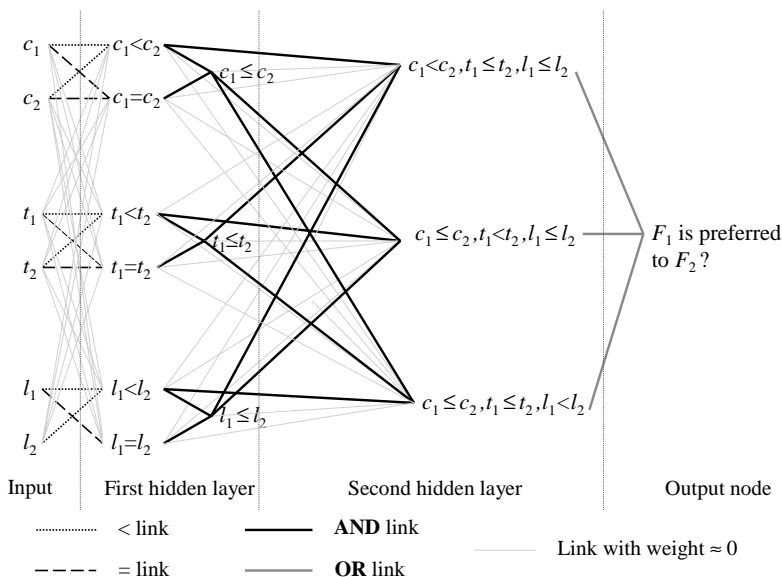 c₁ c₁<c₂
c₁<c₂,t₁≤t₂,l₁≤l₂
c₁≤c₂
c₂ c₁=c₂
t₁ t₁<t₂
c₁≤c₂,t₁<t₂,l₁≤l₂
F₁ is preferred
t₁≤t₂
to F₂?
t₂ t₁=t₂
l₁ l₁<l₂
c₁≤c₂,t₁≤t₂,l₁<l₂
l₁≤l₂
l₂ l₁=l₂
Input First hidden layer Second hidden layer Output node
< link AND link
Link with weight ≈ 0
= link OR link